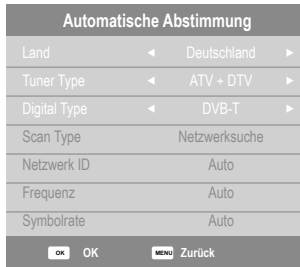 Automatische Abstimmung
Land ◄ Deutschland ►
Tuner Type ◄ ATV + DTV ►
Digital Type ◄ DVB-T ►
Scan Type Netzwerksuche
Netzwerk ID Auto
Frequenz Auto
Symbolrate Auto
OK OK MENU Zurück